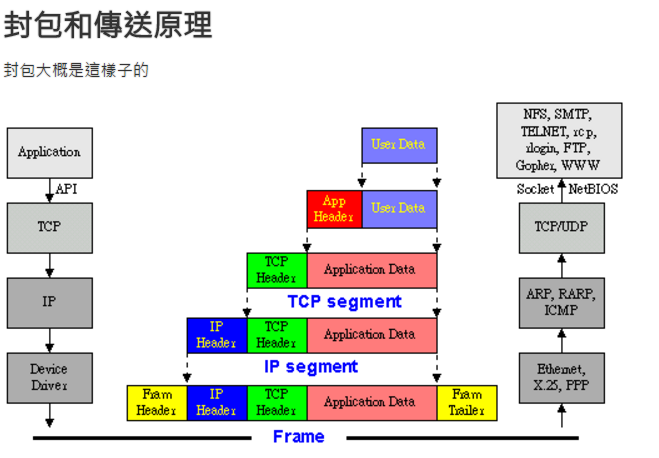 封包和傳送原理
封包大概是這樣子的
Application
API
TCP
IP
Device
Driver
User Data
App
Header
User Data
TCP
Header
Application Data
TCP segment
IP
Header
TCP
Header
Application Data
IP segment
Fram
Header
IP
Header
TCP
Header
Application Data
Fram
Trailer
Frame
NFS, SMTP,
TELNET, rcp,
rlogin, FTP,
Gopher, WWW
Socket
NetBIOS
TCP/UDP
ARP, RARP,
ICMP
Ethernet,
X.25, PPP